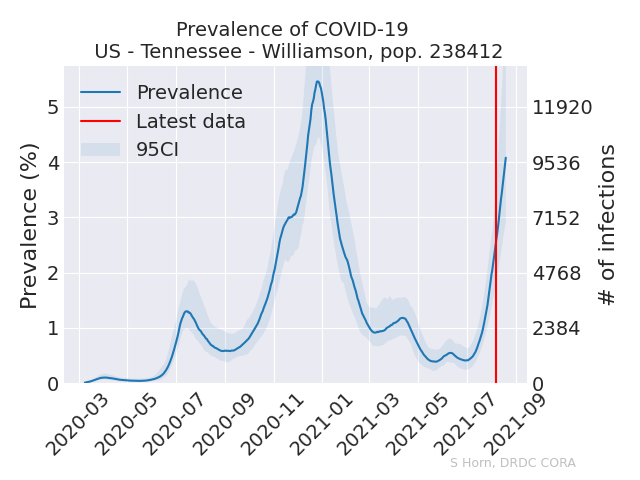 Prevalence of COVID-19
US - Tennessee - Williamson, pop. 238412
Prevalence
Latest data
95CI
Prevalence (%)
5
4
3
2
1
0
11920
9536
7152
4768
2384
0
# of infections
2020-03
2020-05
2020-07
2020-09
2020-11
2021-01
2021-03
2021-05
2021-07
2021-09
S Horn, DRDC CORA